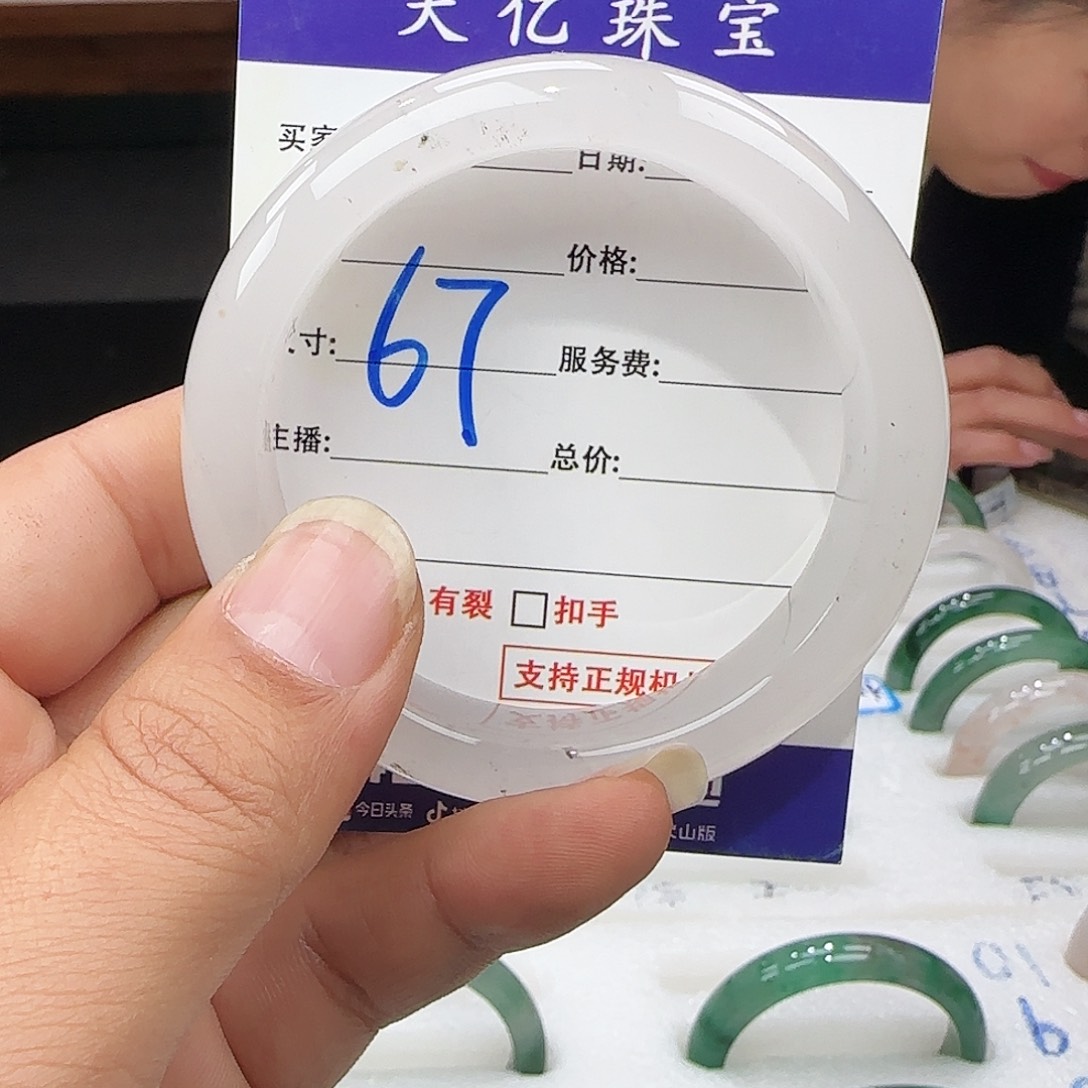 天亿珠宝
买家 日期:
价格:
寸: 67 服务费:
主播: 总价:
有裂 □扣手
支持正规机
今日头条
山版